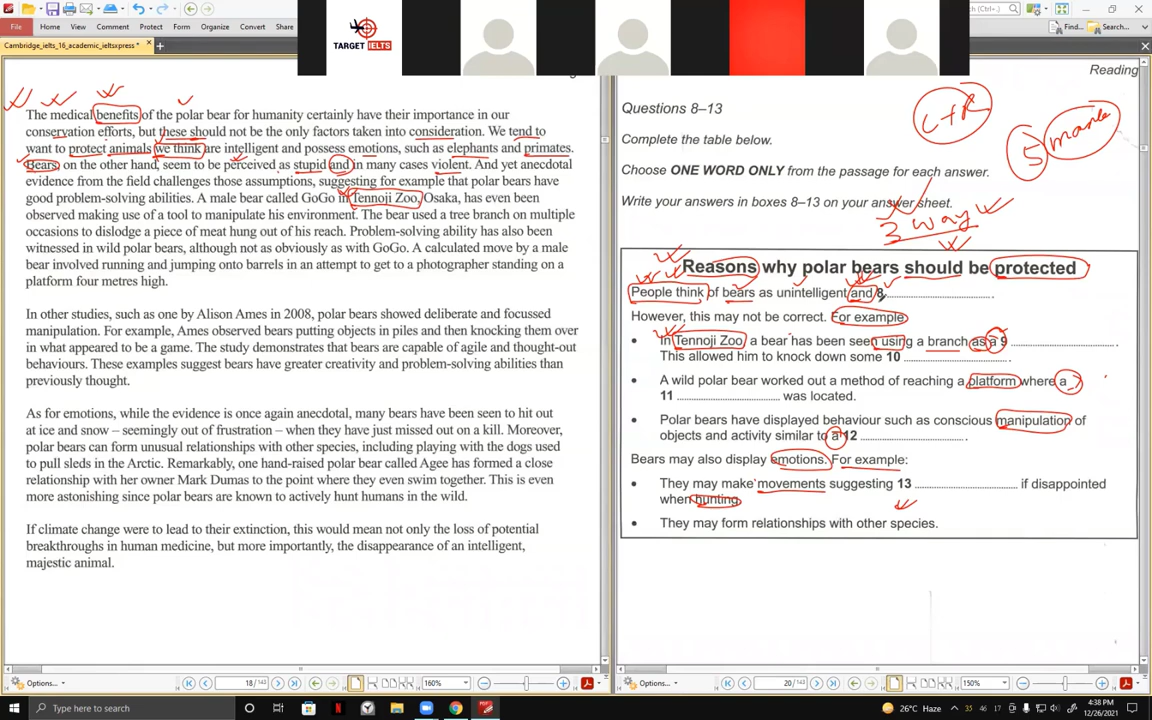 File
Home
View
Comment
Protect
Form
Organize
Convert
Share
Find...
Search...
Cambridge_ielts_16_academic_ieltsxpress *
TARGET IELTS
The medical benefits of the polar bear for humanity certainly have their importance in our
conservation efforts, but these should not be the only factors taken into consideration. We tend to
want to protect animals we think are intelligent and possess emotions, such as elephants and primates.
Bears, on the other hand, seem to be perceived as stupid and in many cases violent. And yet anecdotal
evidence from the field challenges those assumptions, suggesting for example that polar bears have
good problem-solving abilities. A male bear called GoGo in Tennoji Zoo, Osaka, has even been
observed making use of a tool to manipulate his environment. The bear used a tree branch on multiple
occasions to dislodge a piece of meat hung out of his reach. Problem-solving ability has also been
witnessed in wild polar bears, although not as obviously as with GoGo. A calculated move by a male
bear involved running and jumping onto barrels in an attempt to get to a photographer standing on a
platform four metres high.
In other studies, such as one by Alison Ames in 2008, polar bears showed deliberate and focussed
manipulation. For example, Ames observed bears putting objects in piles and then knocking them over
in what appeared to be a game. The study demonstrates that bears are capable of agile and thought-out
behaviours. These examples suggest bears have greater creativity and problem-solving abilities than
previously thought.
As for emotions, while the evidence is once again anecdotal, many bears have been seen to hit out
at ice and snow – seemingly out of frustration – when they have just missed out on a kill. Moreover,
polar bears can form unusual relationships with other species, including playing with the dogs used
to pull sleds in the Arctic. Remarkably, one hand-raised polar bear called Agee has formed a close
relationship with her owner Mark Dumas to the point where they even swim together. This is even
more astonishing since polar bears are known to actively hunt humans in the wild.
If climate change were to lead to their extinction, this would mean not only the loss of potential
breakthroughs in human medicine, but more importantly, the disappearance of an intelligent,
majestic animal.
Reading
Questions 8–13
Complete the table below.
Choose ONE WORD ONLY from the passage for each answer.
Write your answers in boxes 8–13 on your answer sheet.
5
3 way
Reasons why polar bears should be protected
People think of bears as unintelligent and 8 ..............................
However, this may not be correct. For example:
• In Tennoji Zoo, a bear has been seen using a branch as a 9 ..............................
This allowed him to knock down some 10 ..............................
• A wild polar bear worked out a method of reaching a platform where a
11 .............................. was located.
• Polar bears have displayed behaviour such as conscious manipulation of
objects and activity similar to a 12 ..............................
Bears may also display emotions. For example:
• They may make movements suggesting 13 .............................. if disappointed
when hunting.
• They may form relationships with other species.
Options...
18 / 143
160%
Options...
20 / 143
150%
Type here to search
26°C Haze
35 46 17
4:38 PM
12/26/2021